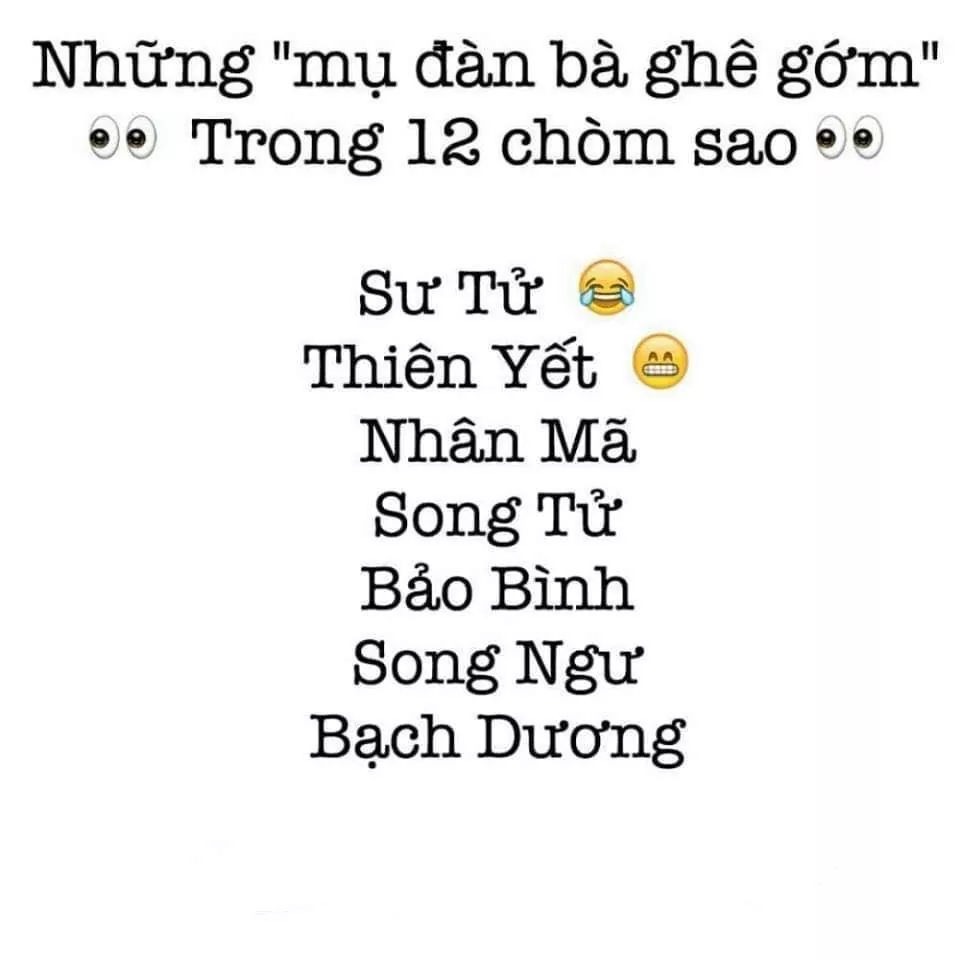 Những "mụ đàn bà ghê gớm"
👀 Trong 12 chòm sao 👀
Sư Tử 😂
Thiên Yết 😁
Nhân Mã
Song Tử
Bảo Bình
Song Ngư
Bạch Dương